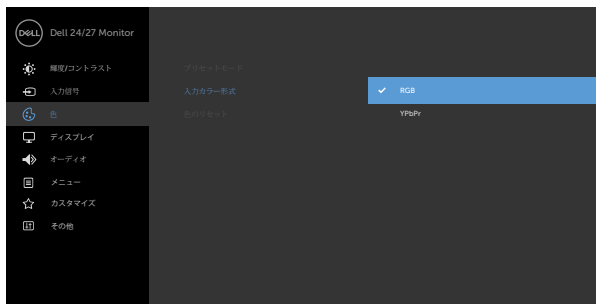 DELL Dell 24/27 Monitor
輝度/コントラスト
プリセットモード
入力信号
入力カラー形式
RGB
色
色のリセット
YPbPr
ディスプレイ
オーディオ
メニュー
カスタマイズ
その他